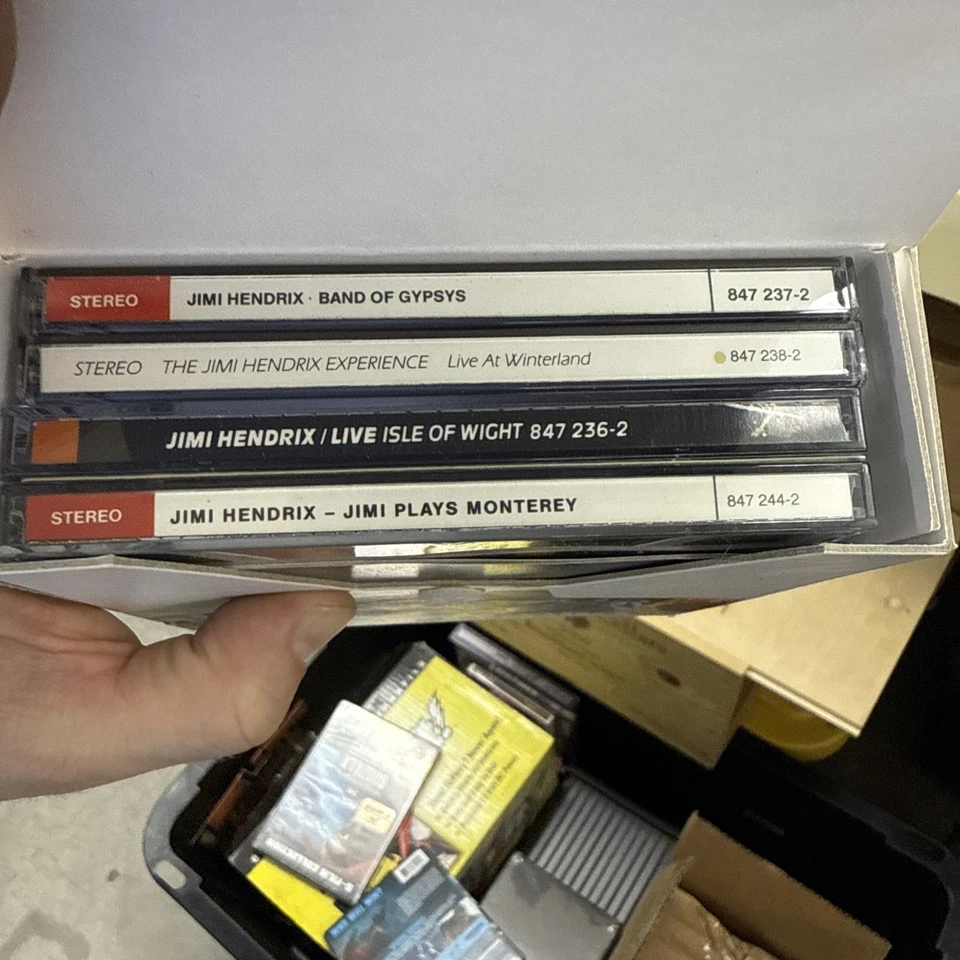 STEREO JIMI HENDRIX · BAND OF GYPSYS 847 237-2
STEREO THE JIMI HENDRIX EXPERIENCE Live At Winterland 847 238-2
JIMI HENDRIX / LIVE ISLE OF WIGHT 847 236-2
STEREO JIMI HENDRIX – JIMI PLAYS MONTEREY 847 244-2